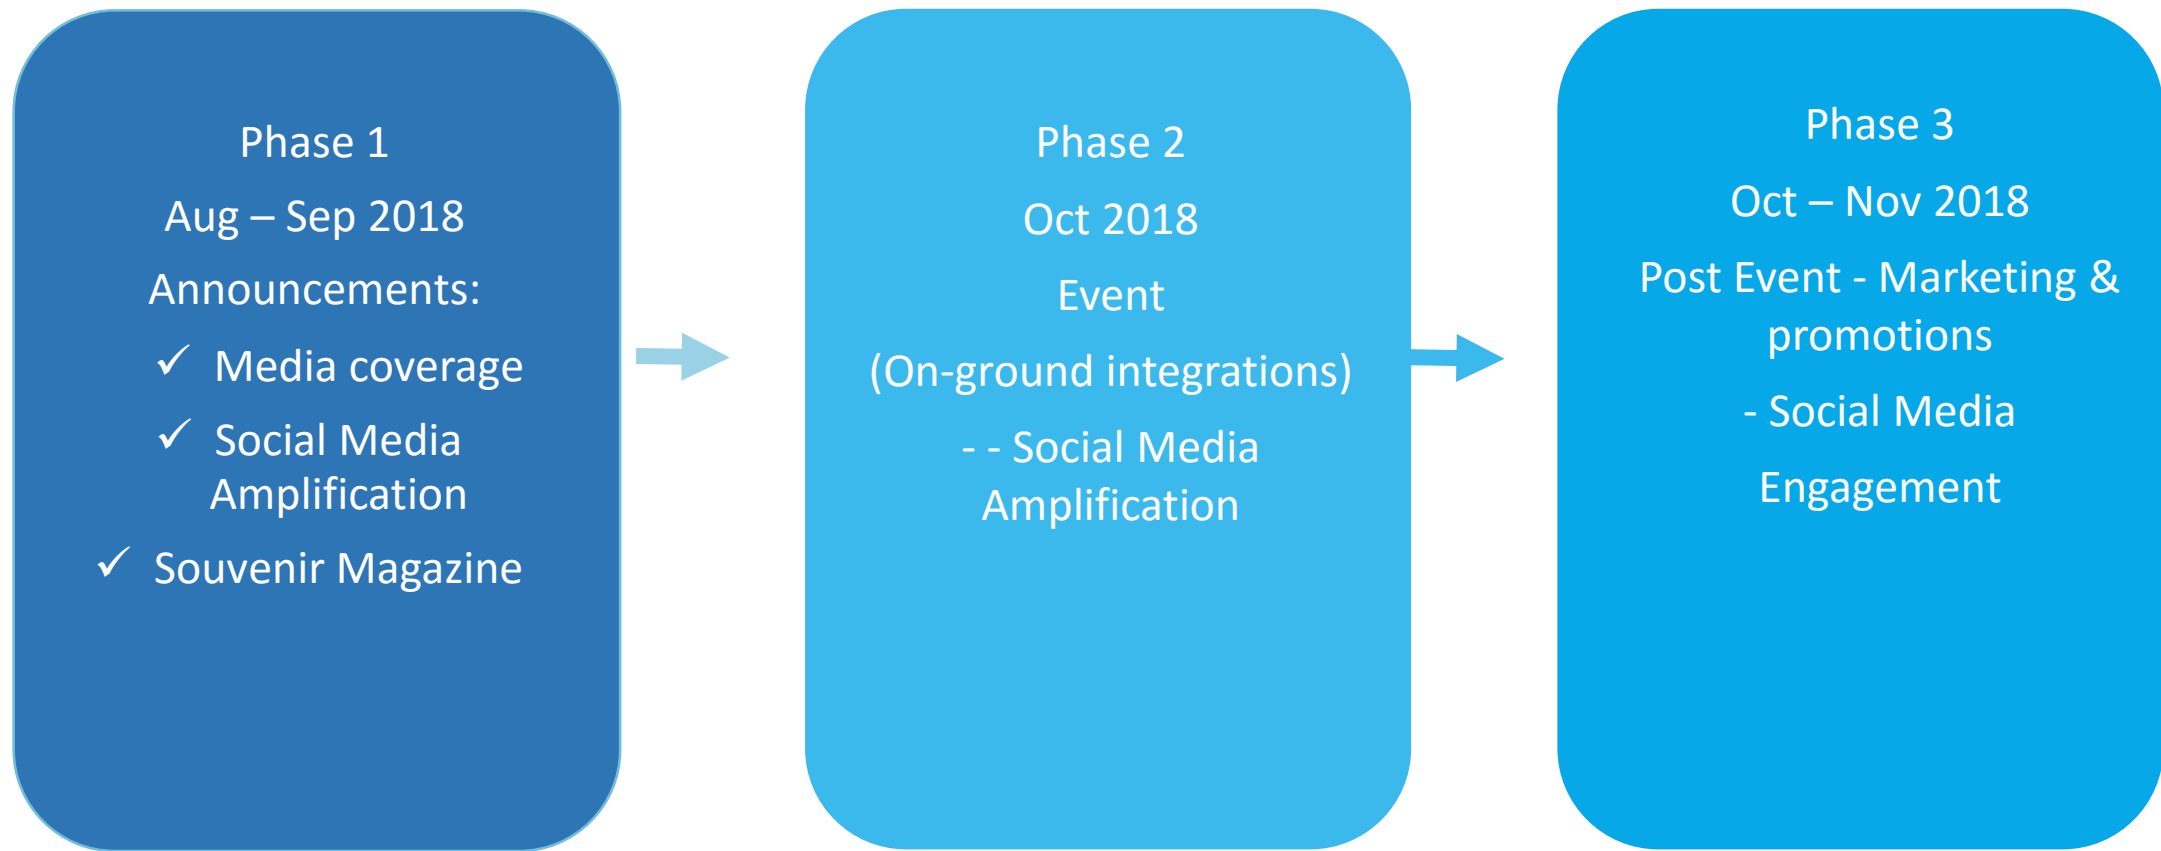 Phase 1
Aug – Sep 2018
Announcements:
✓ Media coverage
✓ Social Media
Amplification
✓ Souvenir Magazine
Phase 2
Oct 2018
Event
(On-ground integrations)
- - Social Media
Amplification
Phase 3
Oct – Nov 2018
Post Event - Marketing &
promotions
- Social Media
Engagement